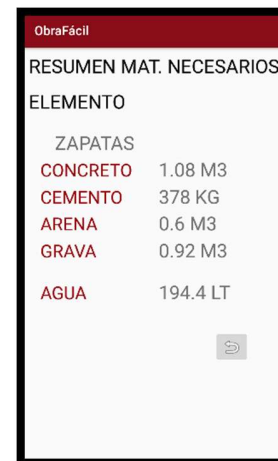 ObraFácil
RESUMEN MAT. NECESARIOS
ELEMENTO
ZAPATAS
CONCRETO 1.08 M3
CEMENTO 378 KG
ARENA 0.6 M3
GRAVA 0.92 M3
AGUA 194.4 LT